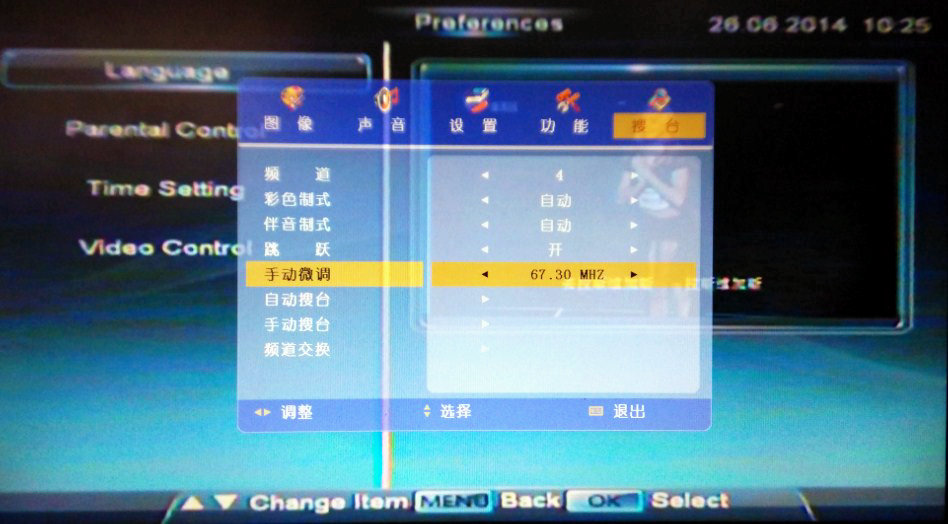 Preferences 26.06.2014 10:25
Language
Parental Contro
Time Setting
Video Control
图像 声音 设置 功能 搜台
频道 4
彩色制式 自动
伴音制式 自动
跳跃 开
手动微调 67.30 MHZ
自动搜台
手动搜台
频道交换
调整 选择 退出
Change Item MENU Back OK Select